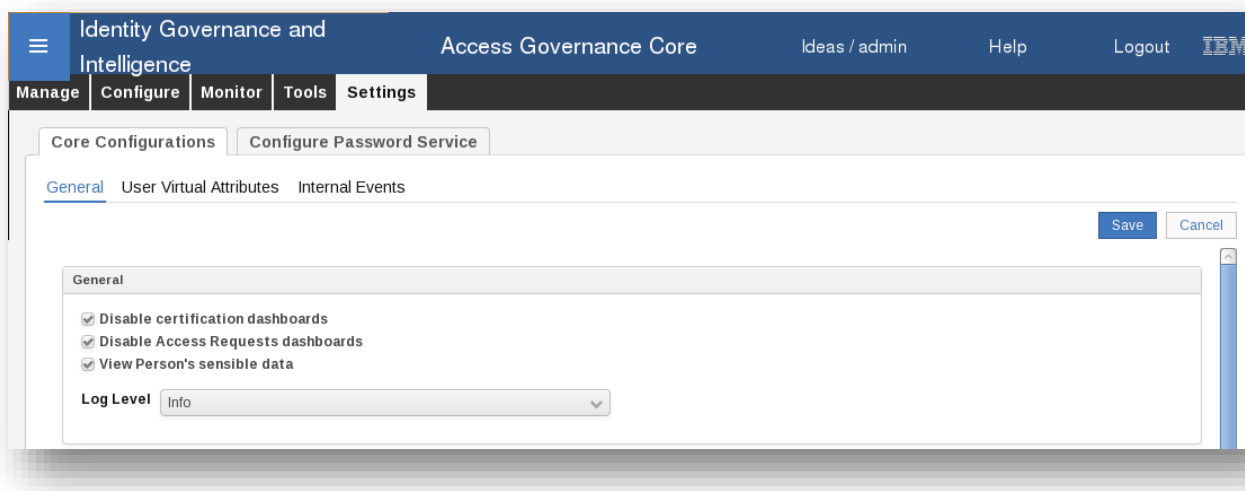 Identity Governance and
Intelligence
Access Governance Core
Ideas / admin
Help
Logout
IBM
Manage Configure Monitor Tools Settings
Core Configurations Configure Password Service
General User Virtual Attributes Internal Events
Save Cancel
General
Disable certification dashboards
Disable Access Requests dashboards
View Person's sensible data
Log Level Info